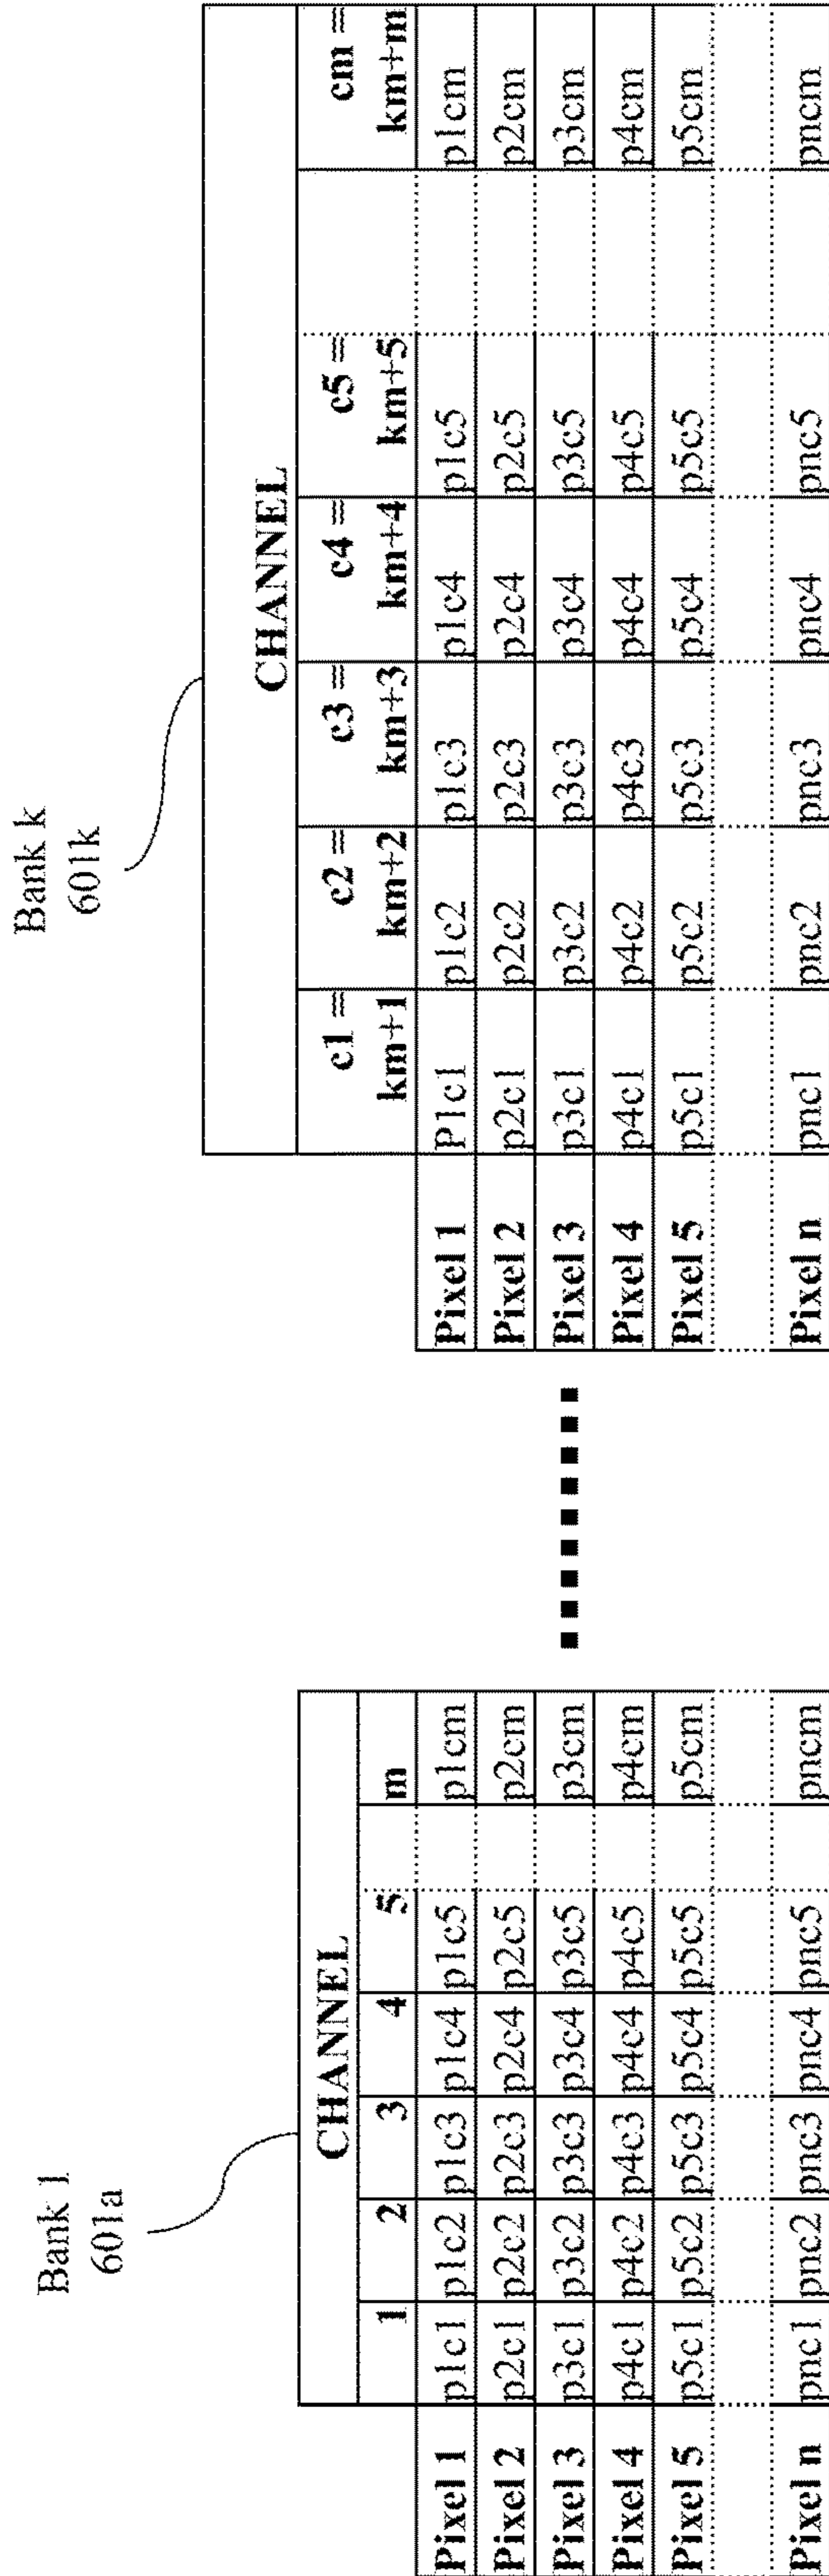 Bank 1
601a
CHANNEL
1 2 3 4 5 m
Pixel 1 p1c1 p1c2 p1c3 p1c4 p1c5 p1cm
Pixel 2 p2c1 p2c2 p2c3 p2c4 p2c5 p2cm
Pixel 3 p3c1 p3c2 p3c3 p3c4 p3c5 p3cm
Pixel 4 p4c1 p4c2 p4c3 p4c4 p4c5 p4cm
Pixel 5 p5c1 p5c2 p5c3 p5c4 p5c5 p5cm
Pixel n pnc1 pnc2 pnc3 pnc4 pnc5 pncm
Bank k
601k
CHANNEL
c1 = c2 = c3 = c4 = c5 = cm =
km+1 km+2 km+3 km+4 km+5 km+m
Pixel 1 P1c1 p1c2 p1c3 p1c4 p1c5 p1cm
Pixel 2 p2c1 p2c2 p2c3 p2c4 p2c5 p2cm
Pixel 3 p3c1 p3c2 p3c3 p3c4 p3c5 p3cm
Pixel 4 p4c1 p4c2 p4c3 p4c4 p4c5 p4cm
Pixel 5 p5c1 p5c2 p5c3 p5c4 p5c5 p5cm
Pixel n pnc1 pnc2 pnc3 pnc4 pnc5 pncm